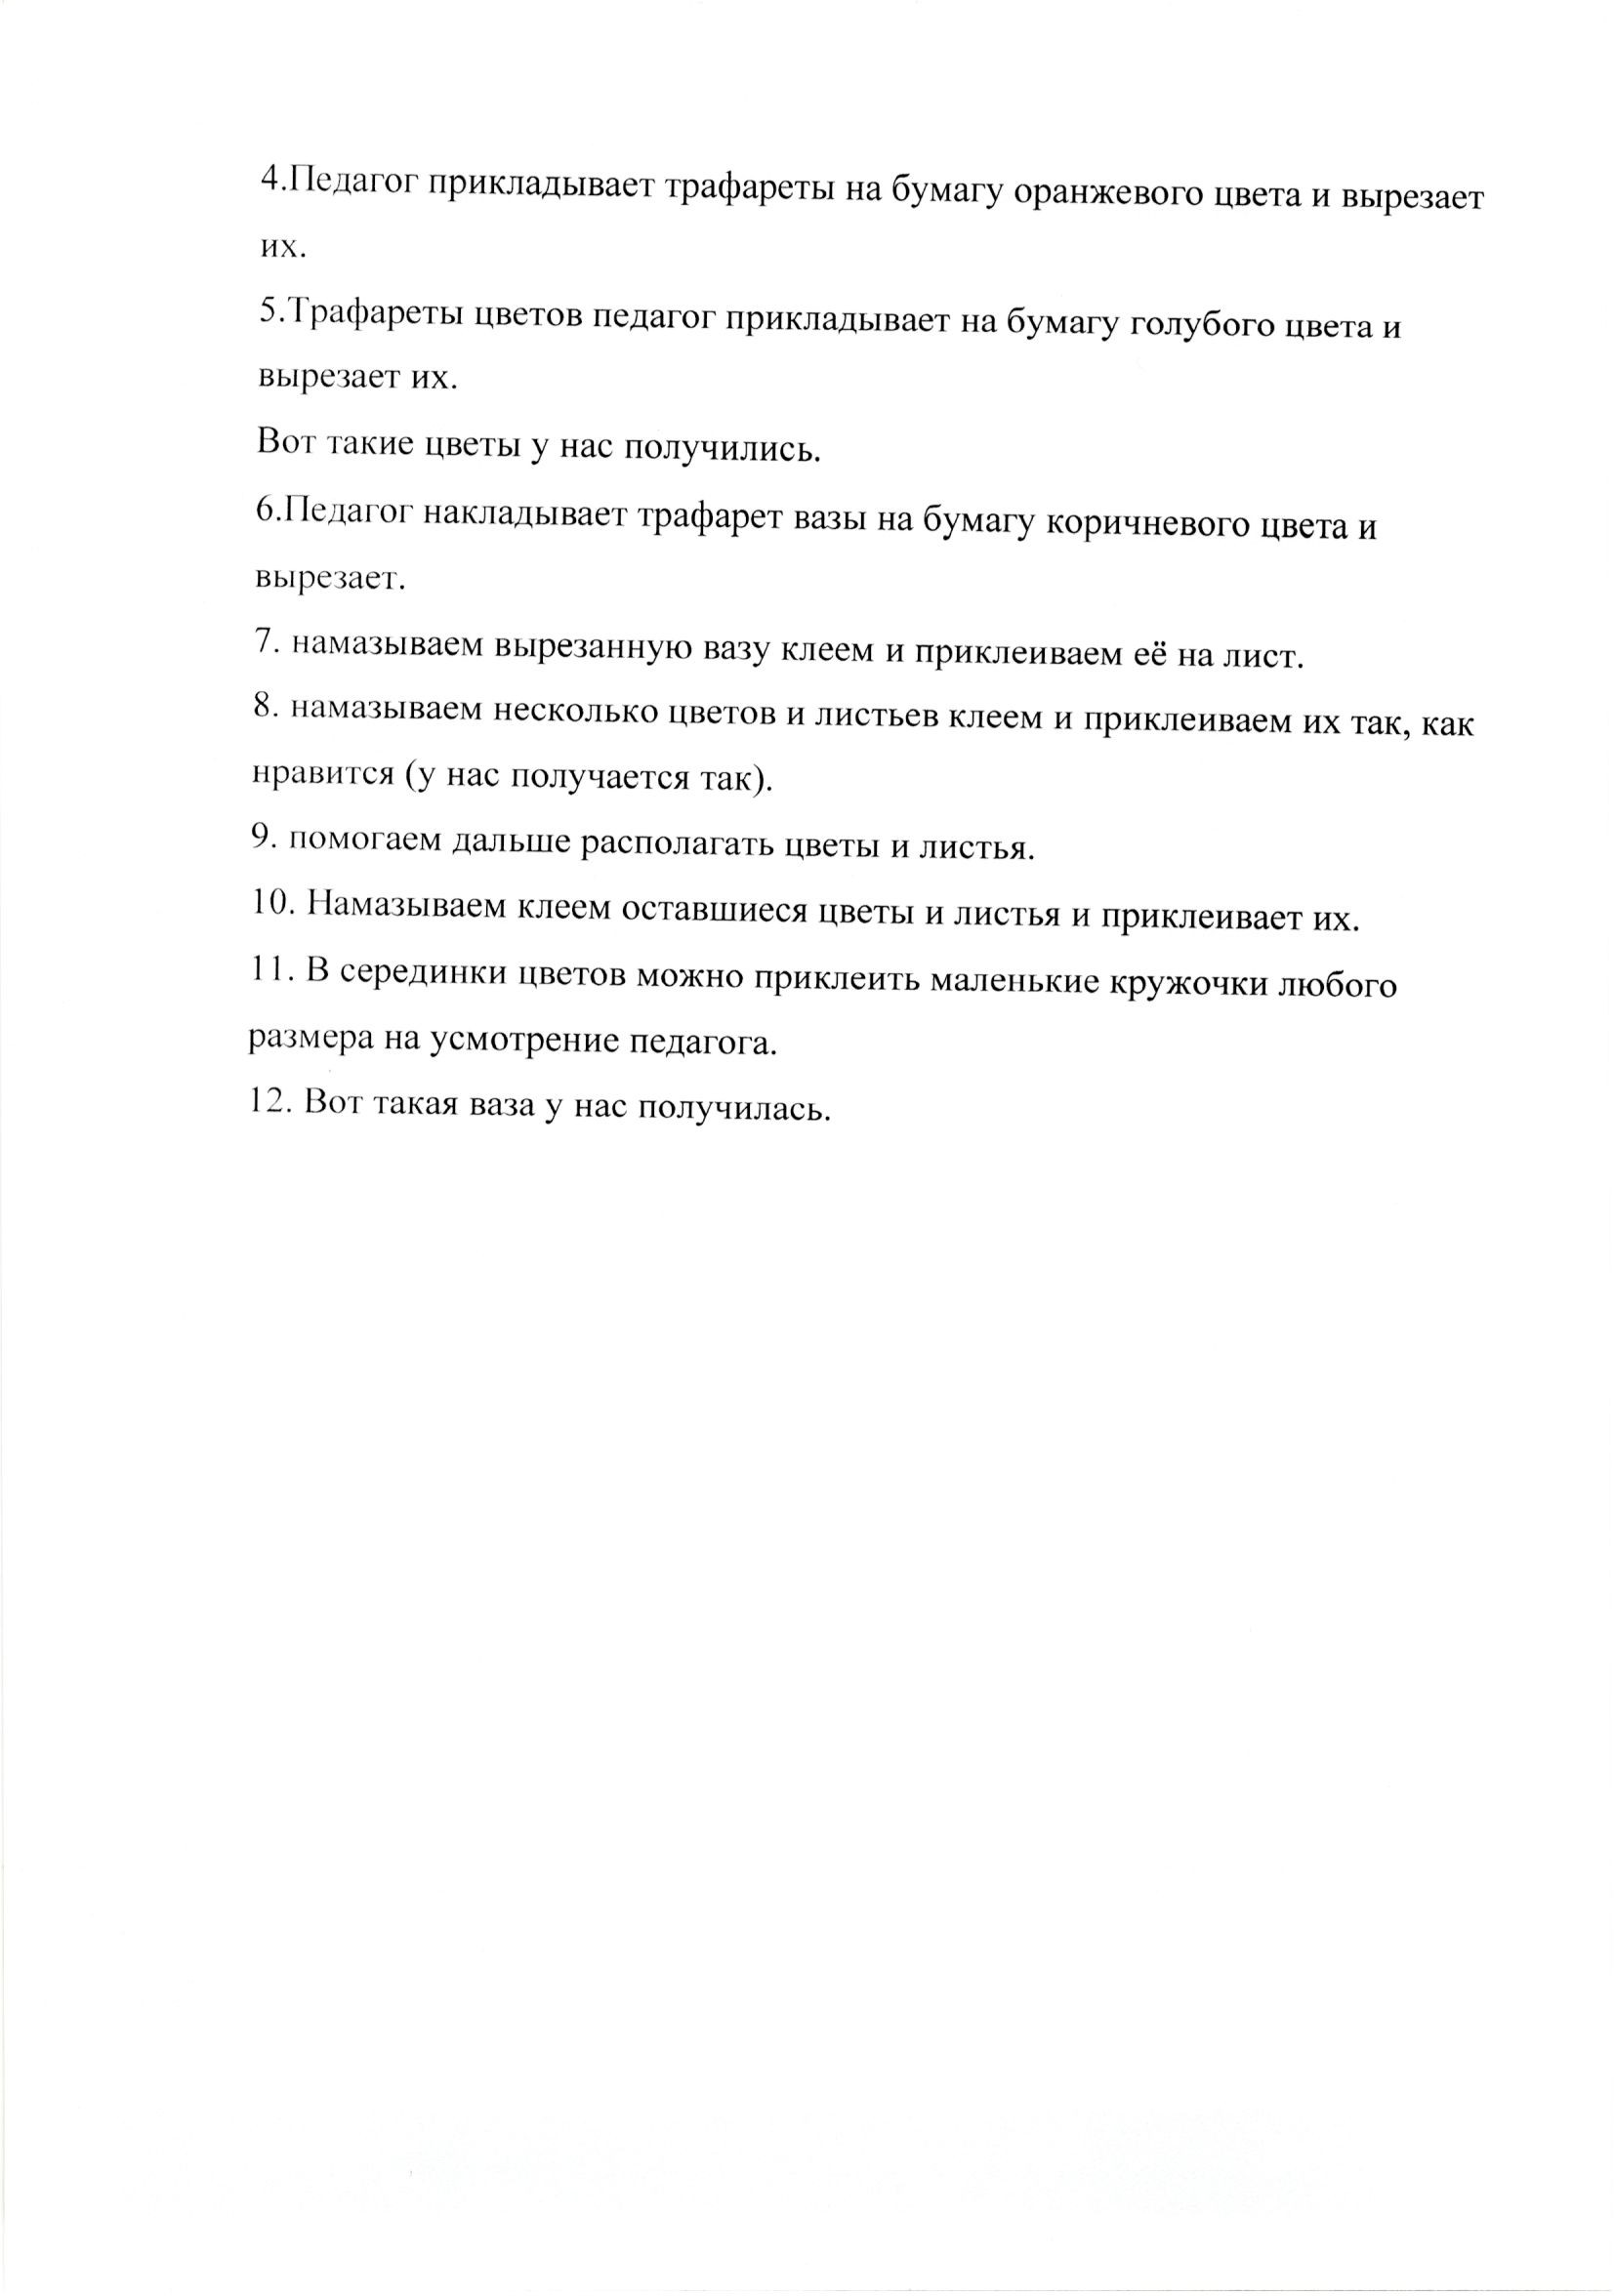 4.Педагог прикладывает трафареты на бумагу оранжевого цвета и вырезает
их.
5.Трафареты цветов педагог прикладывает на бумагу голубого цвета и
вырезает их.
Вот такие цветы у нас получились.
6.Педагог накладывает трафарет вазы на бумагу коричневого цвета и
вырезает.
7. намазываем вырезанную вазу клеем и приклеиваем её на лист.
8. намазываем несколько цветов и листьев клеем и приклеиваем их так, как
нравится (у нас получается так).
9. помогаем дальше располагать цветы и листья.
10. Намазываем клеем оставшиеся цветы и листья и приклеивает их.
11. В серединки цветов можно приклеить маленькие кружочки любого
размера на усмотрение педагога.
12. Вот такая ваза у нас получилась.